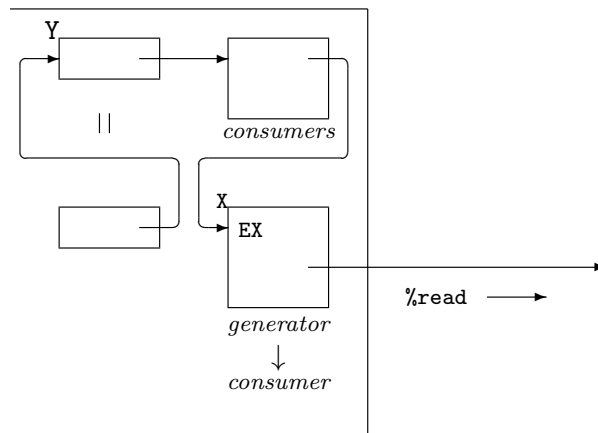 Y
||
consumers
X
EX
%read
generator
consumer